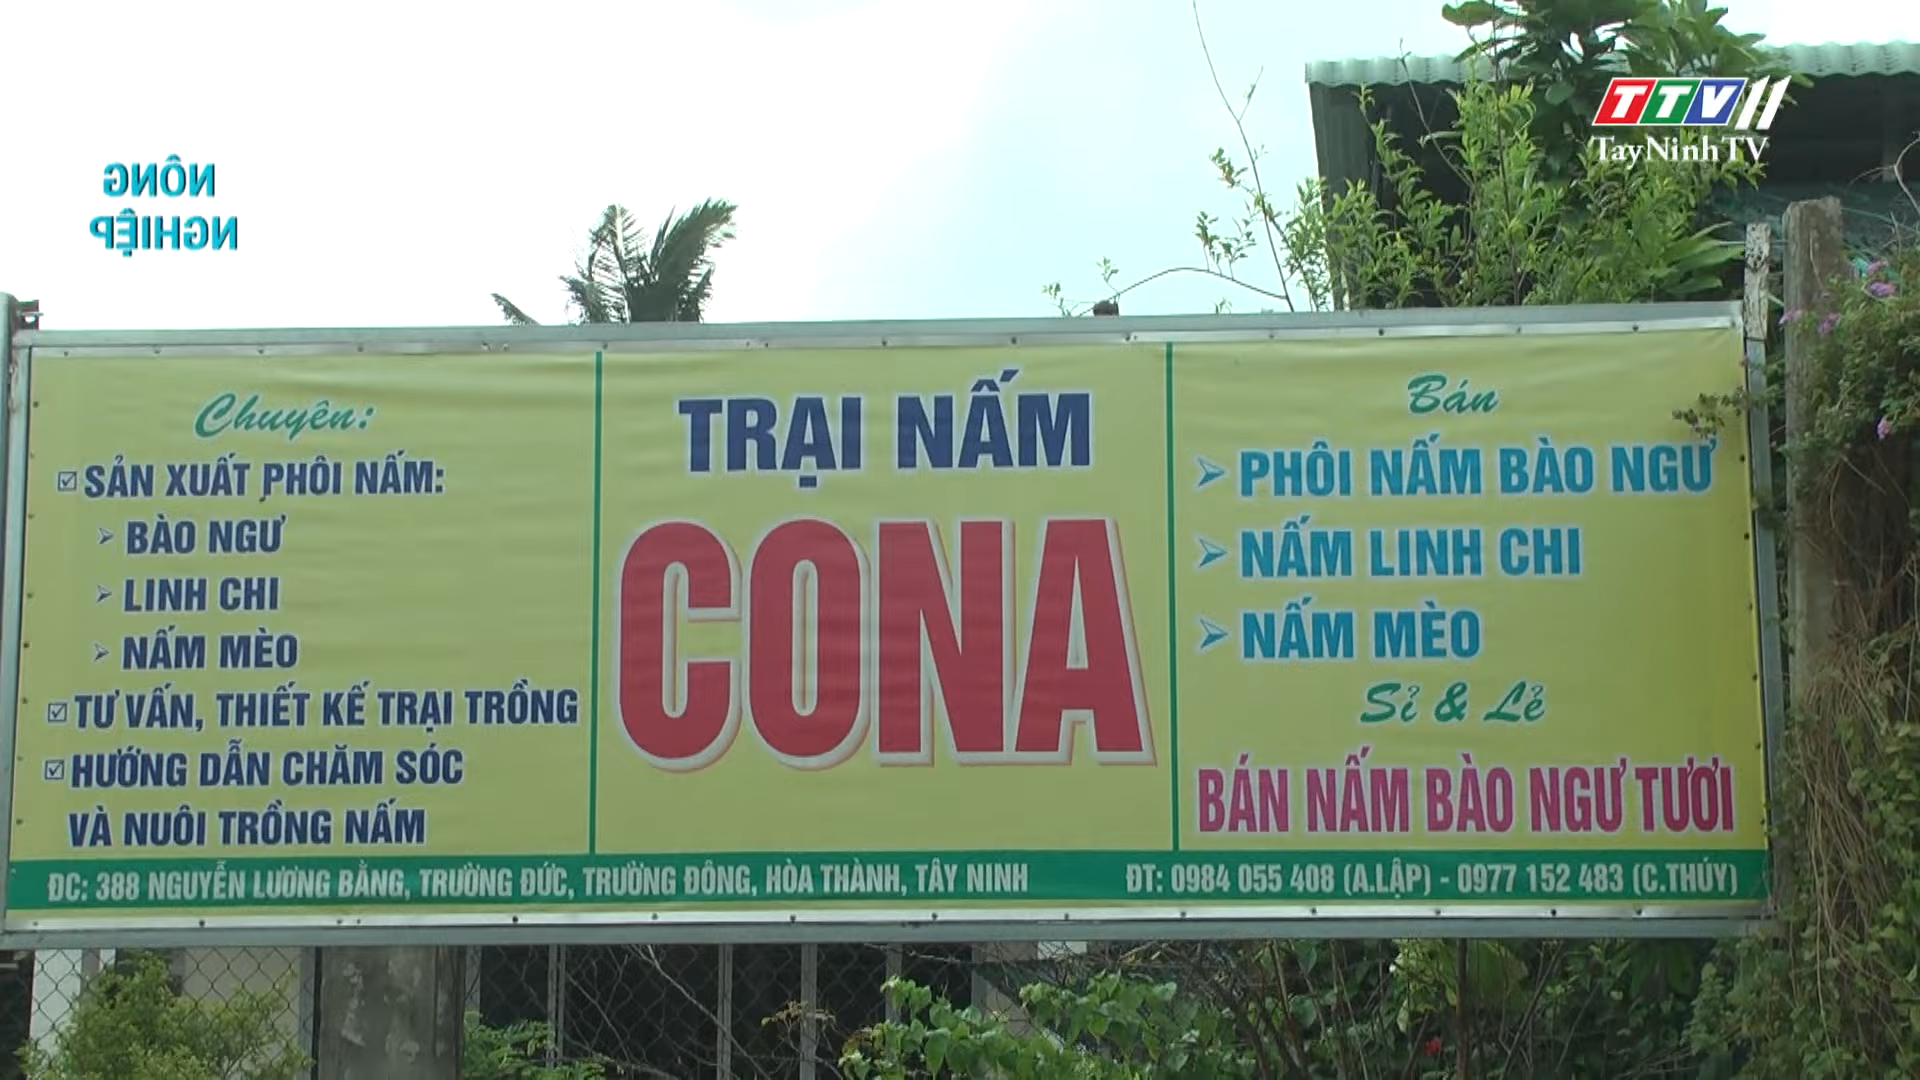 NÔNG
NGHIỆP
TTV11
TayNinhTV
Chuyên:
SẢN XUẤT PHÔI NẤM:
BÀO NGƯ
LINH CHI
NẤM MÈO
TƯ VẤN, THIẾT KẾ TRẠI TRỒNG
HƯỚNG DẪN CHĂM SÓC
VÀ NUÔI TRỒNG NẤM
TRẠI NẤM
CONA
Bán
PHÔI NẤM BÀO NGƯ
NẤM LINH CHI
NẤM MÈO
Sỉ & Lẻ
BÁN NẤM BÀO NGƯ TƯƠI
ĐC: 388 NGUYỄN LƯƠNG BẰNG, TRƯỜNG ĐỨC, TRƯỜNG ĐÔNG, HÒA THÀNH, TÂY NINH
ĐT: 0984 055 408 (A.LẬP) - 0977 152 483 (C.THÚY)